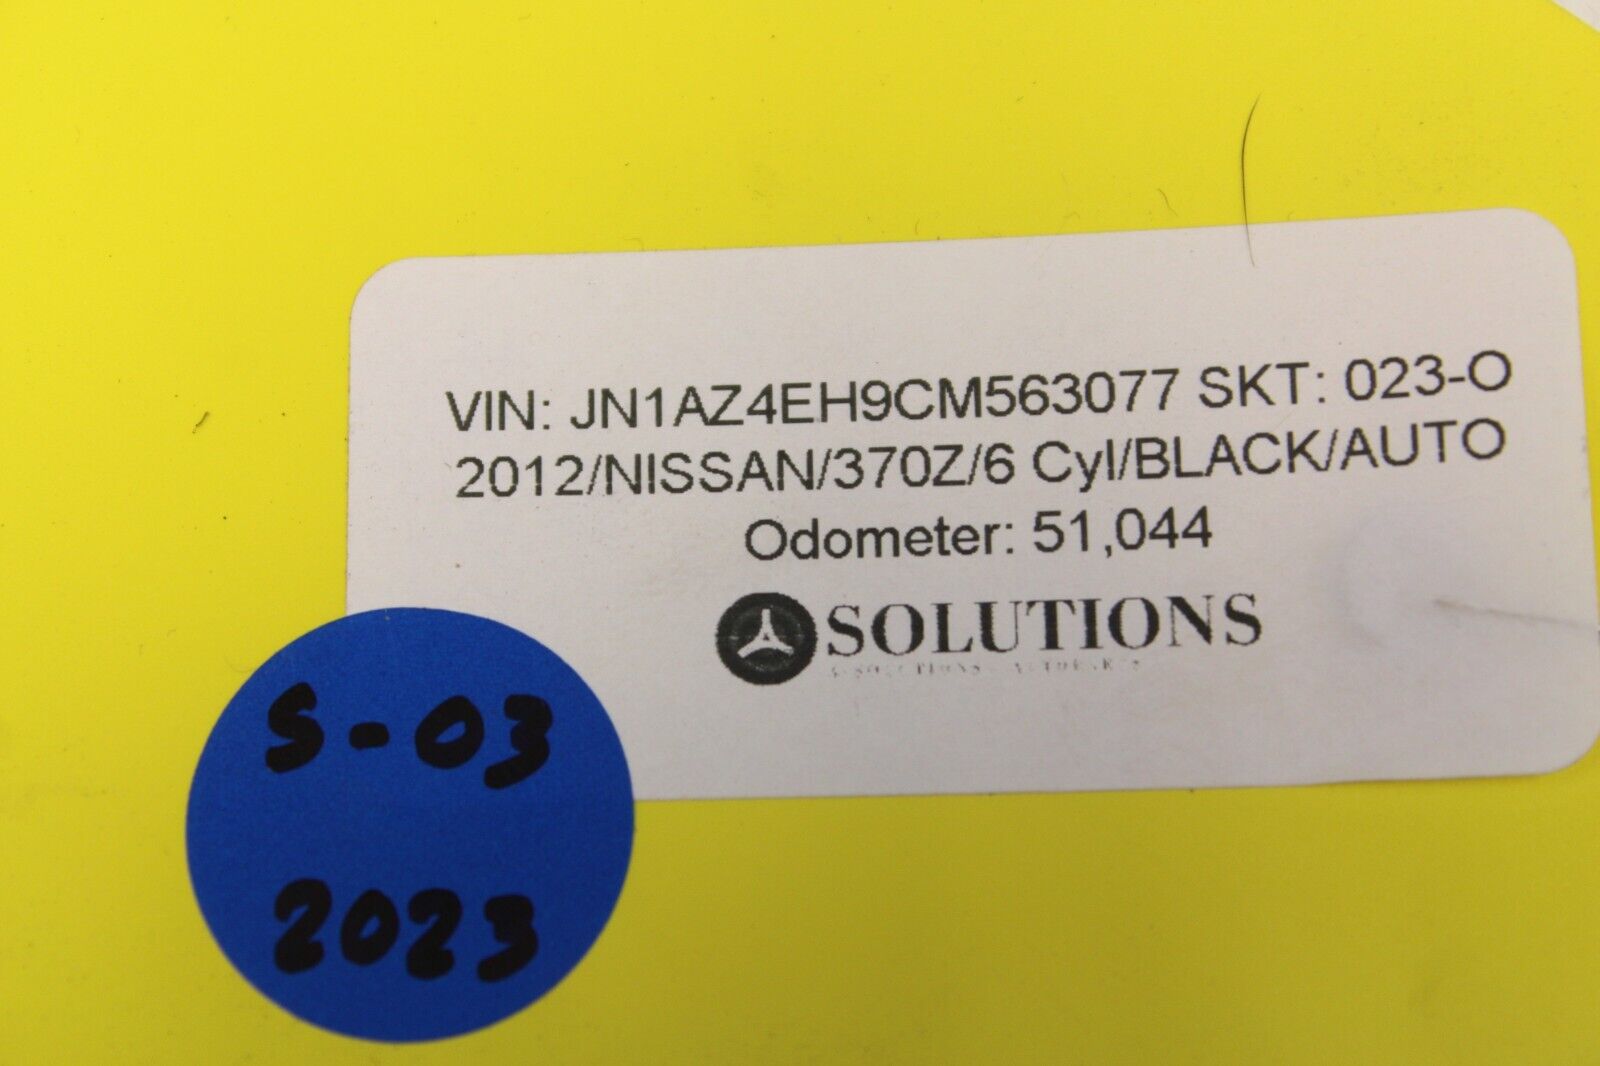 VIN: JN1AZ4EH9CM563077 SKT: 023-O
2012/NISSAN/370Z/6 Cyl/BLACK/AUTO
Odometer: 51,044
SOLUTIONS
S-03
2023